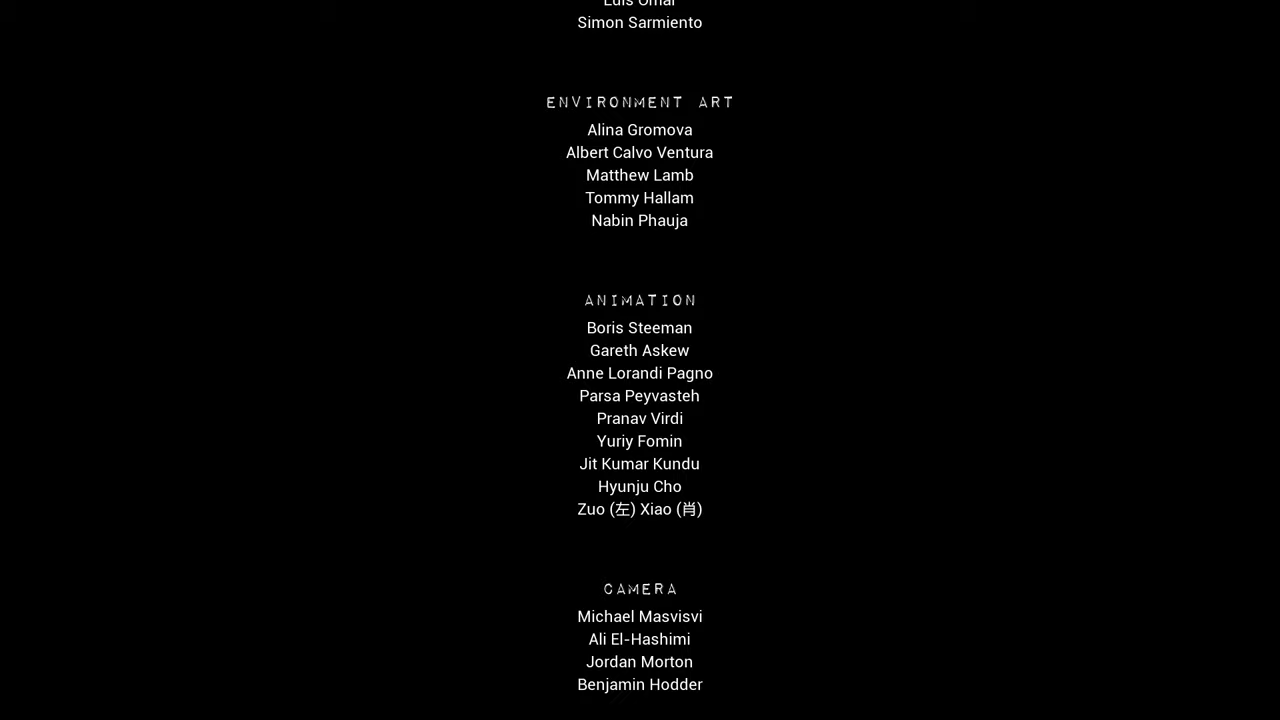 Luis Omar
Simon Sarmiento
ENVIRONMENT ART
Alina Gromova
Albert Calvo Ventura
Matthew Lamb
Tommy Hallam
Nabin Phauja
ANIMATION
Boris Steeman
Gareth Askew
Anne Lorandi Pagno
Parsa Peyvasteh
Pranav Virdi
Yuriy Fomin
Jit Kumar Kundu
Hyunju Cho
Zuo (左) Xiao (肖)
CAMERA
Michael Masvisvi
Ali El-Hashimi
Jordan Morton
Benjamin Hodder